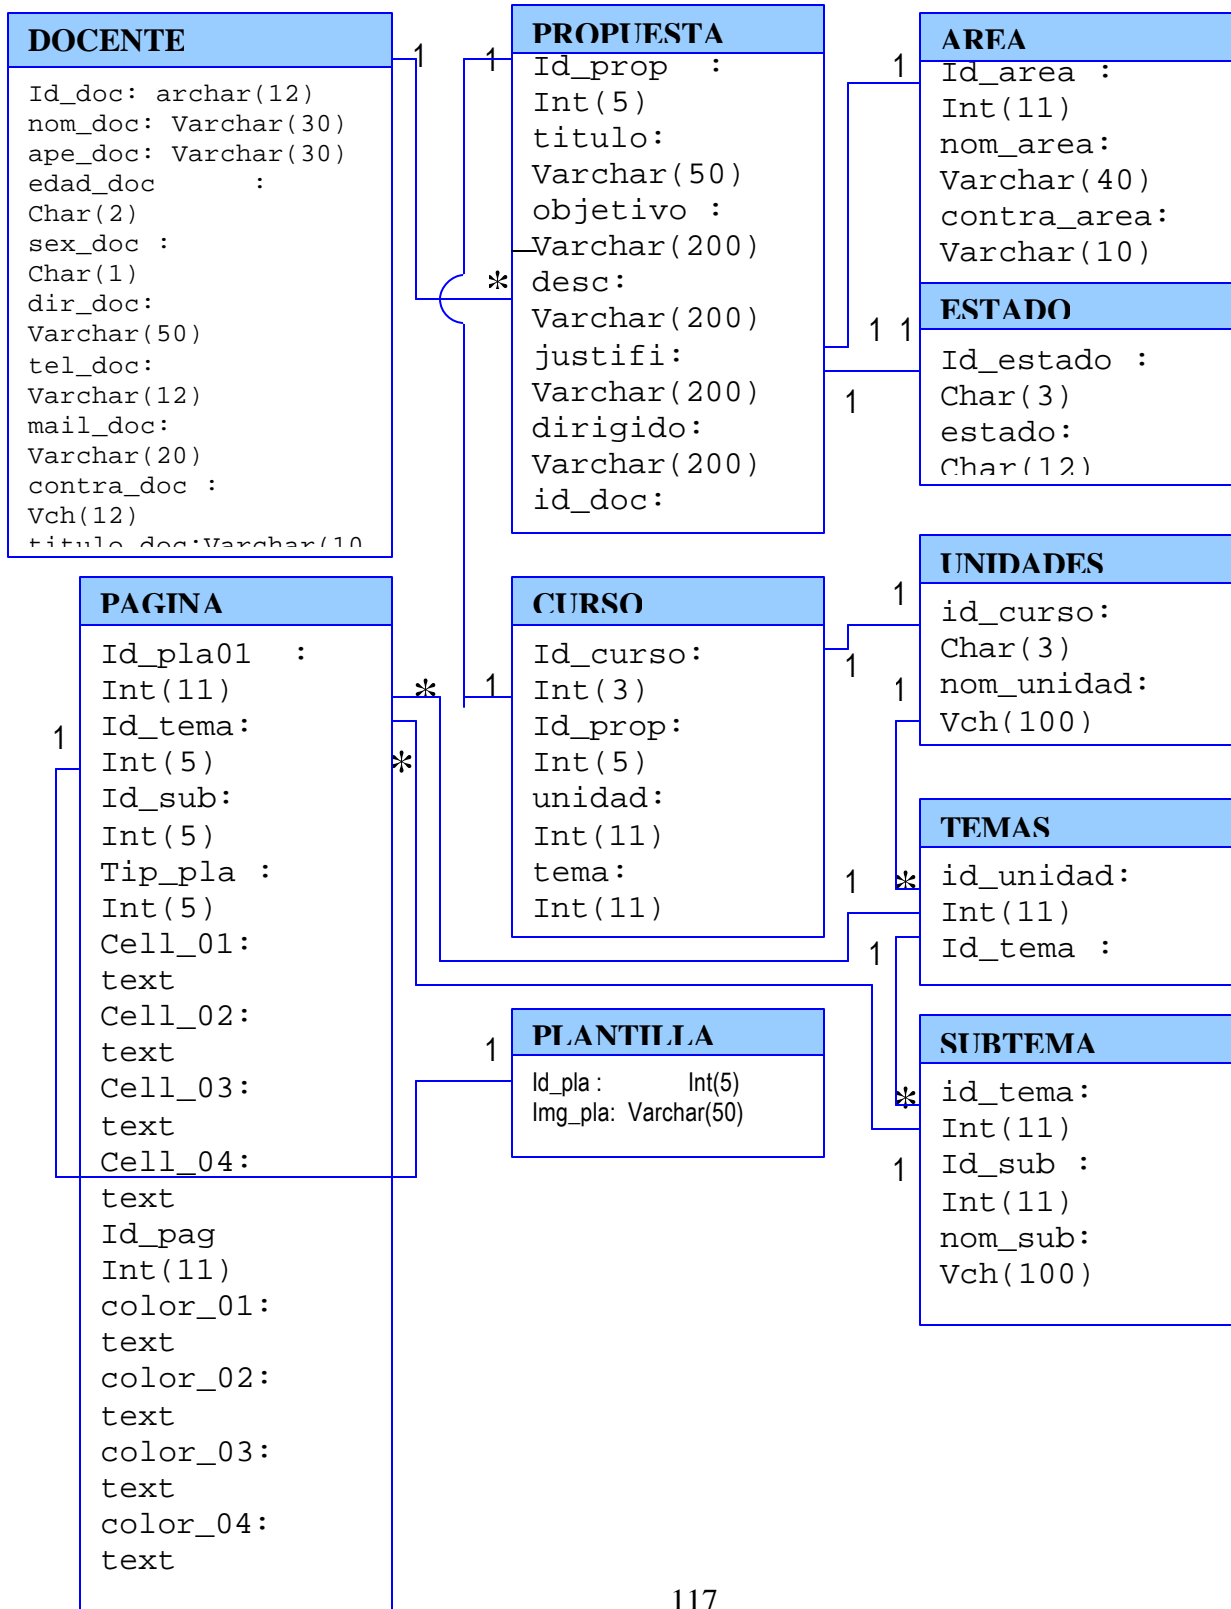 DOCENTE
Id_doc: archar(12)
nom_doc: Varchar(30)
ape_doc: Varchar(30)
edad_doc :
Char(2)
sex_doc :
Char(1)
dir_doc:
Varchar(50)
tel_doc:
Varchar(12)
mail_doc:
Varchar(20)
contra_doc :
Vch(12)
titulo_doc:Varchar(10
1
*
1
PROPUESTA
Id_prop :
Int(5)
titulo:
Varchar(50)
objetivo :
Varchar(200)
desc:
Varchar(200)
justifi:
Varchar(200)
dirigido:
Varchar(200)
id_doc:
1
1 1
1
AREA
Id_area :
Int(11)
nom_area:
Varchar(40)
contra_area:
Varchar(10)
ESTADO
Id_estado :
Char(3)
estado:
Char(12)
PAGINA
Id_pla01 :
Int(11)
Id_tema:
Int(5)
Id_sub:
Int(5)
Tip_pla :
Int(5)
Cell_01:
text
Cell_02:
text
Cell_03:
text
Cell_04:
text
Id_pag
Int(11)
color_01:
text
color_02:
text
color_03:
text
color_04:
text
1
*
*
1
CURSO
Id_curso:
Int(3)
Id_prop:
Int(5)
unidad:
Int(11)
tema:
Int(11)
1
1
1
UNIDADES
id_curso:
Char(3)
nom_unidad:
Vch(100)
1
*
1
TEMAS
id_unidad:
Int(11)
Id_tema :
1
PLANTILLA
Id_pla : Int(5)
Img_pla: Varchar(50)
*
1
SUBTEMA
id_tema:
Int(11)
Id_sub :
Int(11)
nom_sub:
Vch(100)
117